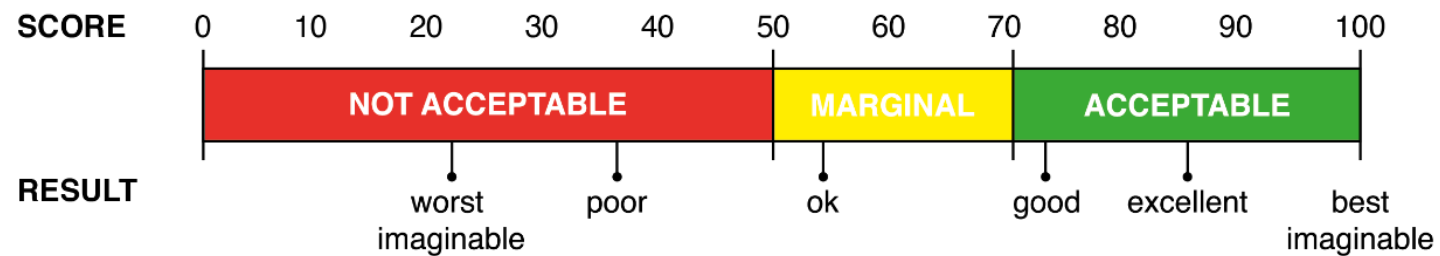 SCORE 0 10 20 30 40 50 60 70 80 90 100
NOT ACCEPTABLE MARGINAL ACCEPTABLE
RESULT
worst imaginable
poor
ok
good
excellent
best imaginable